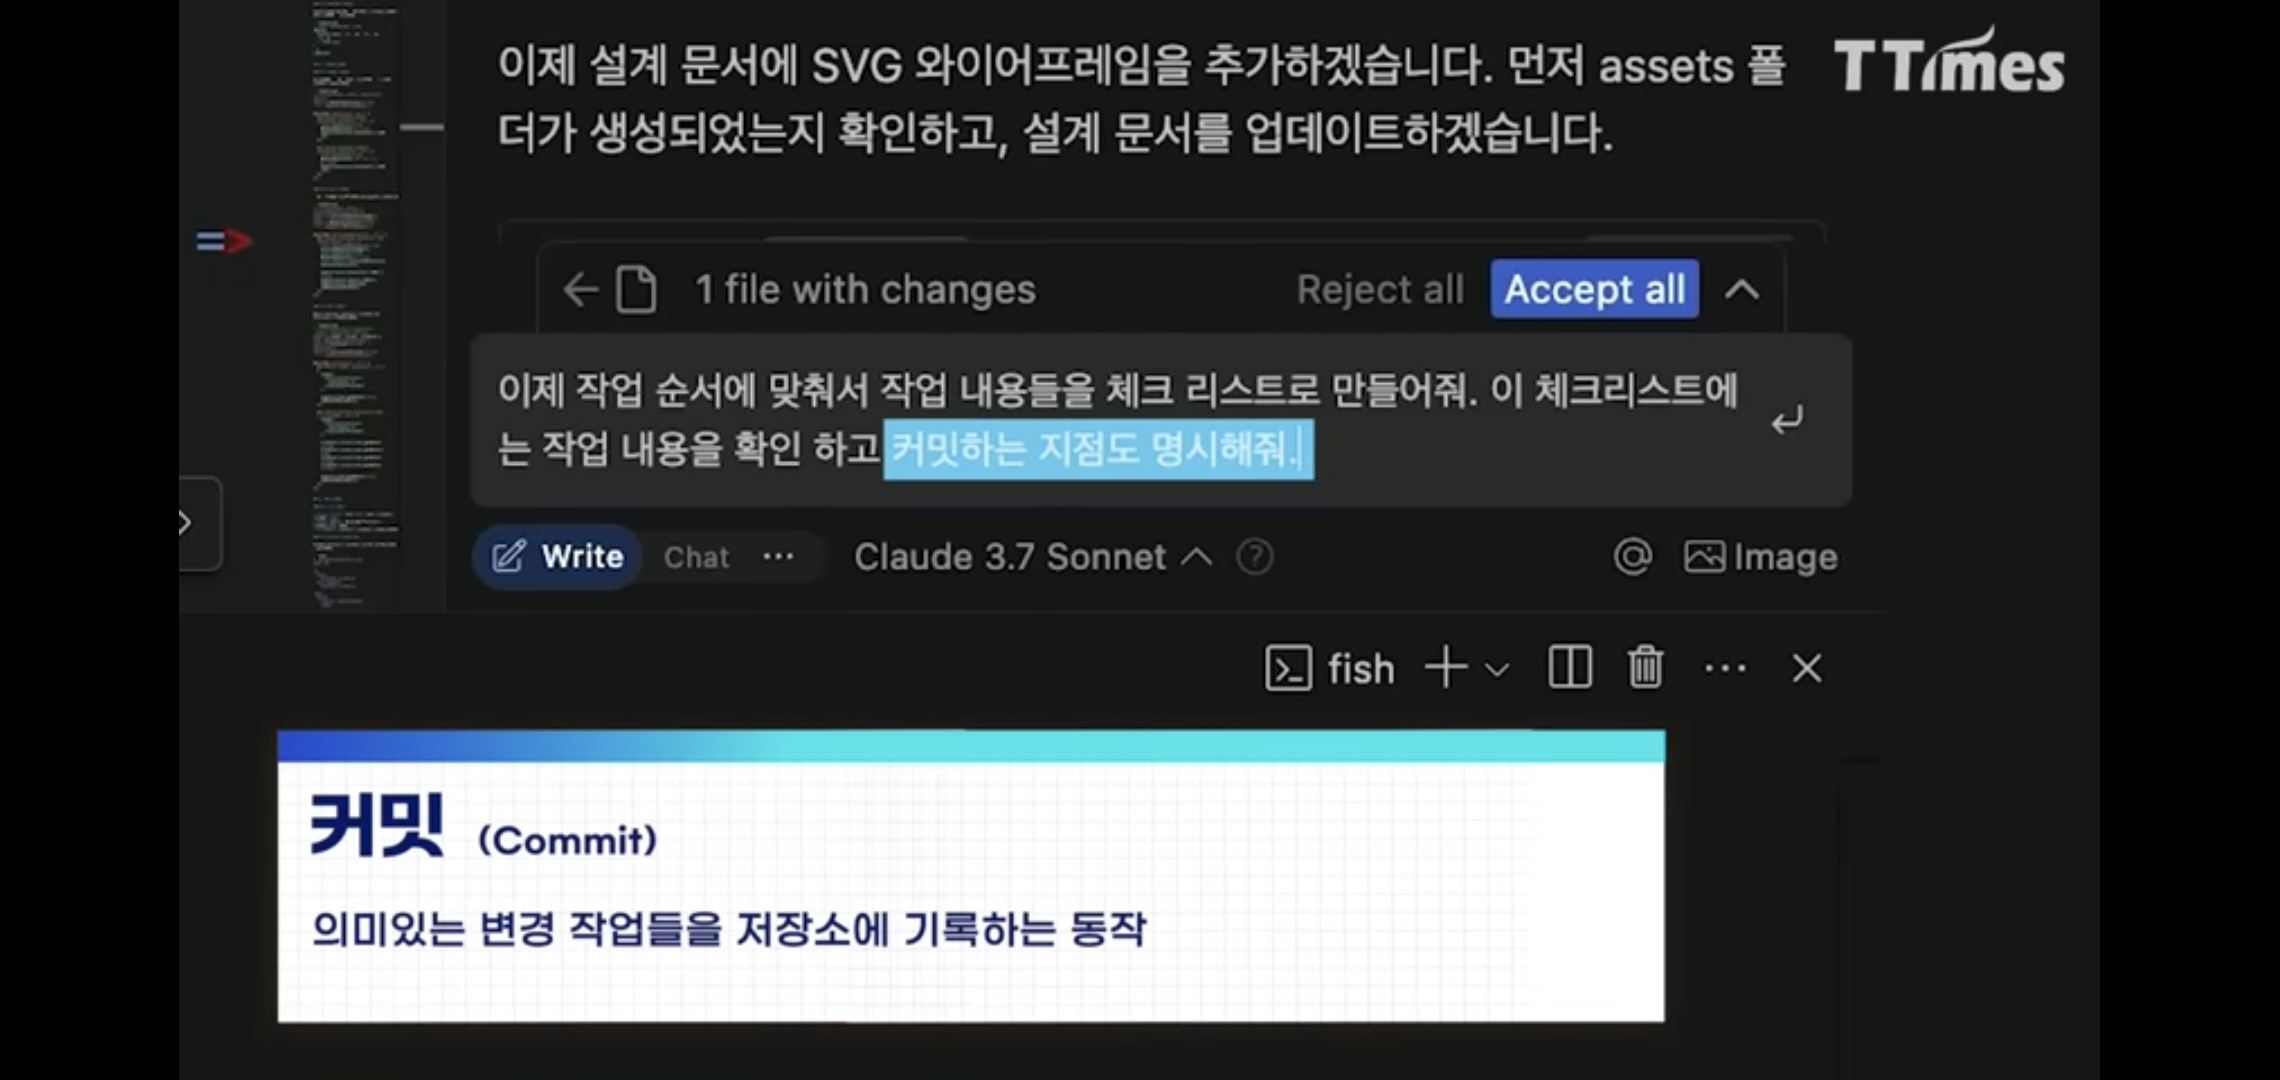 이제 설계 문서에 SVG 와이어프레임을 추가하겠습니다. 먼저 assets 폴
더가 생성되었는지 확인하고, 설계 문서를 업데이트하겠습니다.
TTimes
=>
1 file with changes
Reject all
Accept all
이제 작업 순서에 맞춰서 작업 내용들을 체크 리스트로 만들어줘. 이 체크리스트에
는 작업 내용을 확인 하고 커밋하는 지점도 명시해줘.
Write
Chat
Claude 3.7 Sonnet
Image
fish
커밋 (Commit)
의미있는 변경 작업들을 저장소에 기록하는 동작